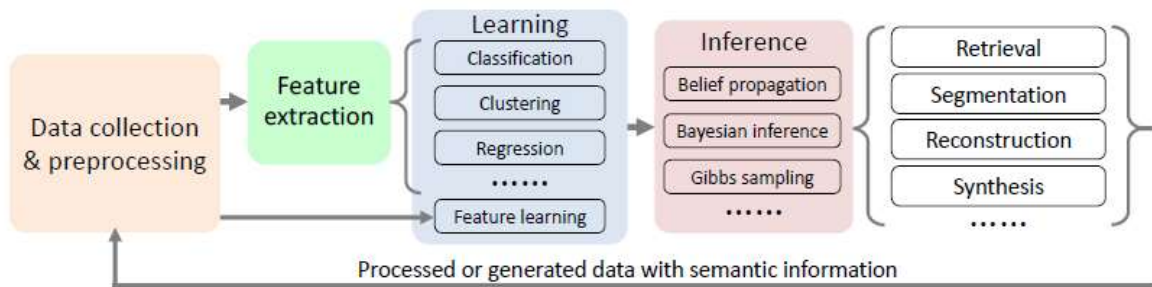 Data collection
& preprocessing
Feature
extraction
Learning
Classification
Clustering
Regression
......
Feature learning
Inference
Belief propagation
Bayesian inference
Gibbs sampling
......
Retrieval
Segmentation
Reconstruction
Synthesis
......
Processed or generated data with semantic information